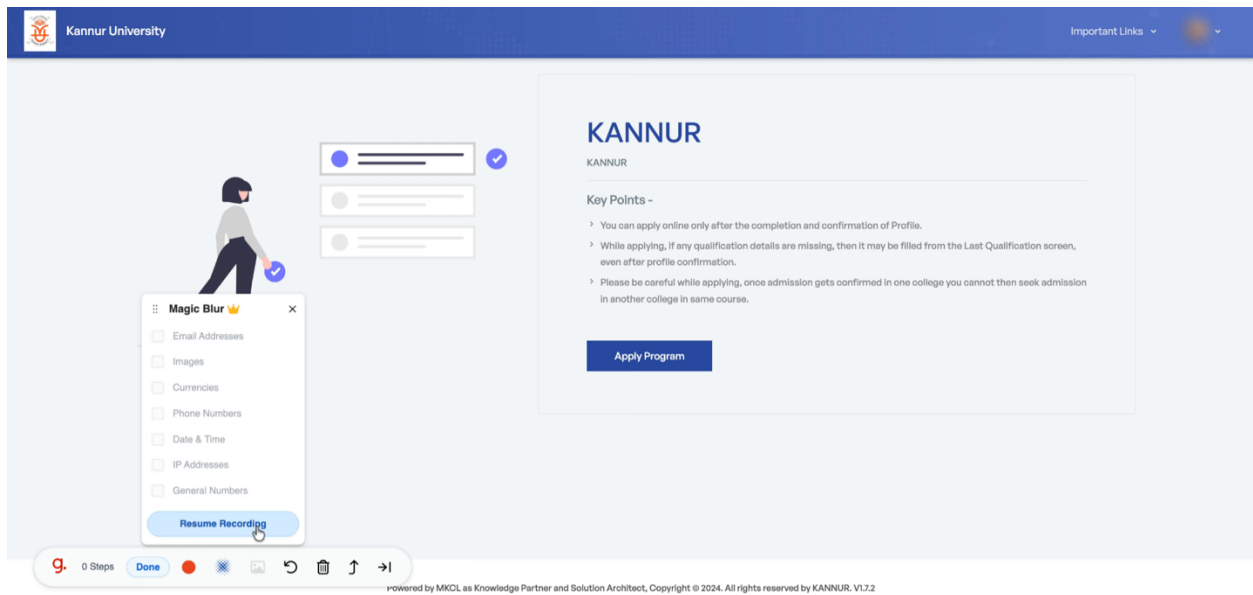 Kannur University
Important Links
KANNUR
KANNUR
Key Points -
You can apply online only after the completion and confirmation of Profile.
While applying, if any qualification details are missing, then it may be filled from the Last Qualification screen,
even after profile confirmation.
Please be careful while applying, once admission gets confirmed in one college you cannot then seek admission
in another college in same course.
Apply Program
Magic Blur
Email Addresses
Images
Currencies
Phone Numbers
Date & Time
IP Addresses
General Numbers
Resume Recording
g. 0 Steps Done
Powered by MKCL as Knowledge Partner and Solution Architect, Copyright © 2024. All rights reserved by KANNUR. V1.7.2